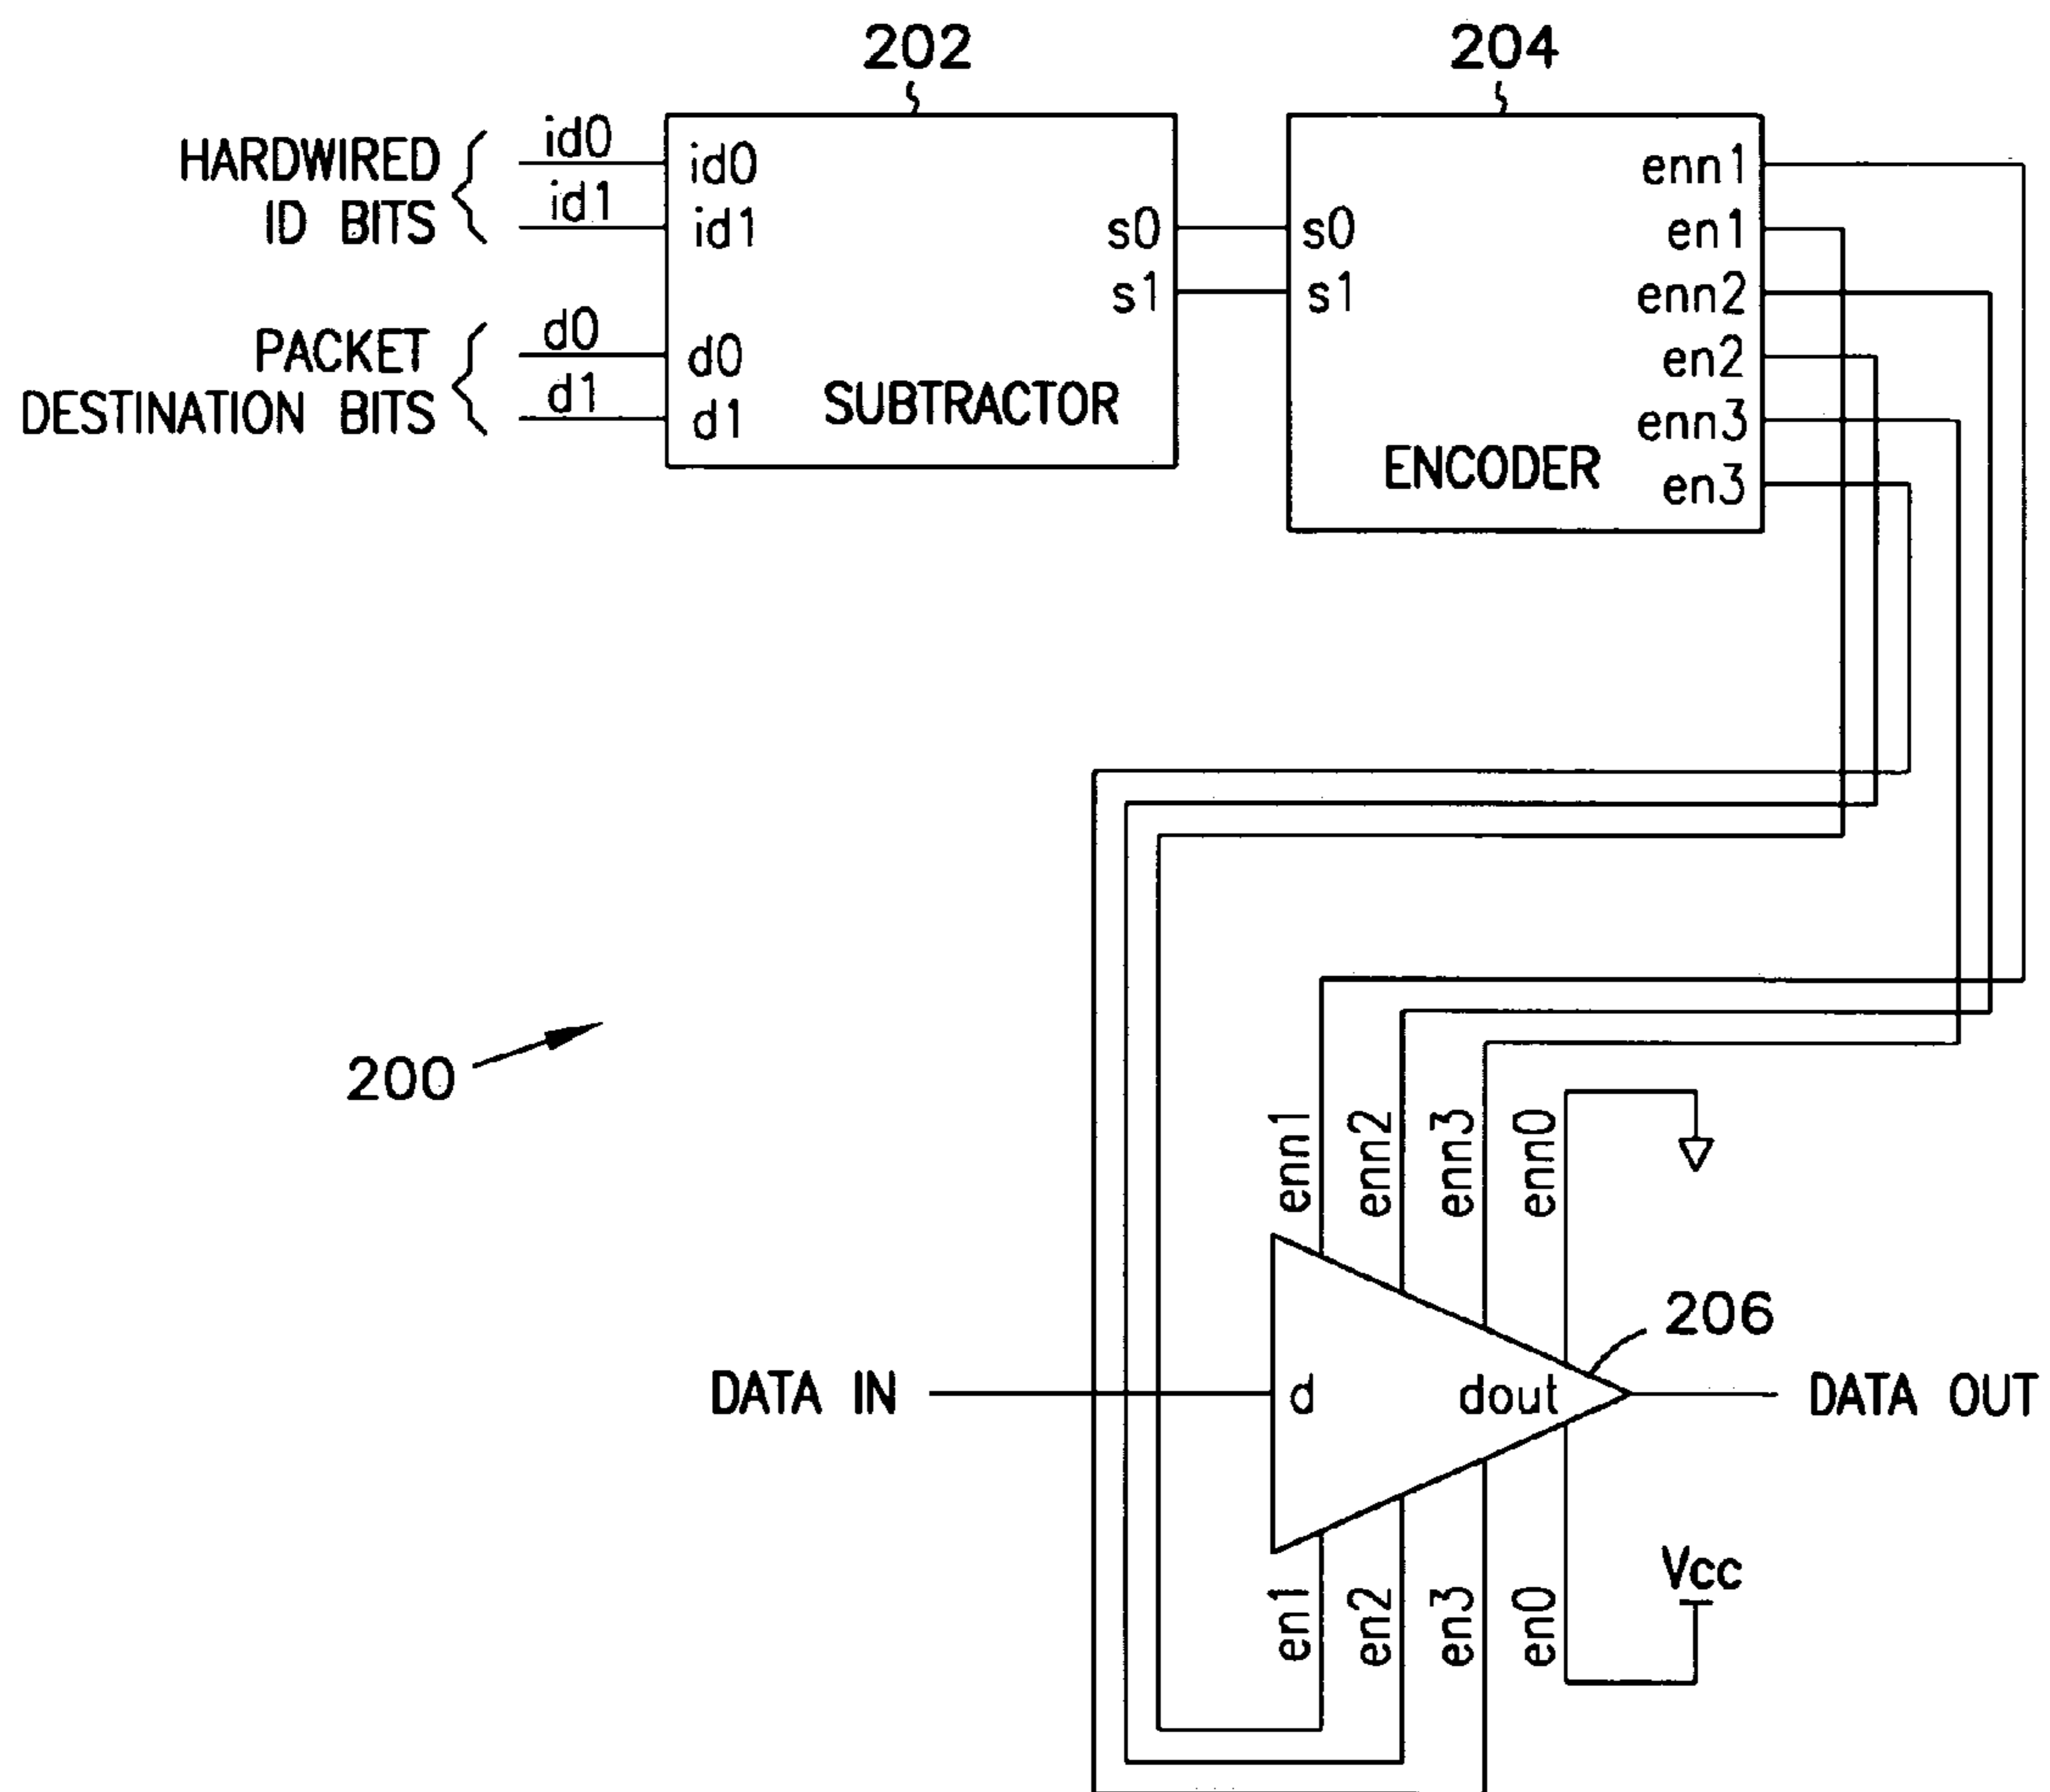 202
204
HARDWIRED
ID BITS
id0
id1
id0
id1
s0
s1
s0
s1
enn1
en1
enn2
en2
enn3
en3
PACKET
DESTINATION BITS
d0
d1
d0
d1
SUBTRACTOR
ENCODER
200
enn1
enn2
enn3
enn0
206
DATA IN
d
dout
DATA OUT
en1
en2
en3
en0
Vcc